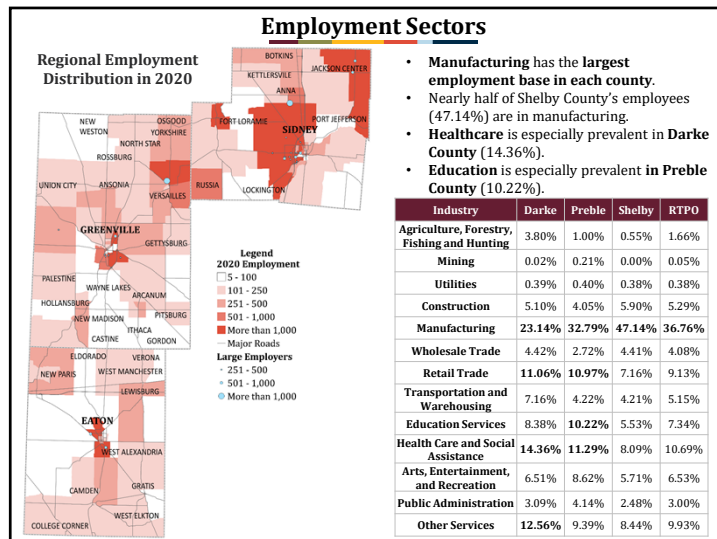 Employment Sectors
Regional Employment
Distribution in 2020
BOTKINS
JACKSON CENTER
KETTLERSVILLE
ANNA
FORT LORAMIE
PORT JEFFERSON
SIDNEY
NEW
WESTON
OSGOOD
YORKSHIRE
NORTH STAR
ROSSBURG
UNION CITY
ANSONIA
VERSAILLES
RUSSIA
LOCKINGTON
GREENVILLE
GETTYSBURG
PALESTINE
WAYNE LAKES
ARCANUM
HOLLANSBURG
PITSBURG
NEW MADISON
ITHACA
CASTINE
GORDON
ELDORADO
VERONA
NEW PARIS
WEST MANCHESTER
LEWISBURG
EATON
WEST ALEXANDRIA
CAMDEN
GRATIS
WEST ELKTON
COLLEGE CORNER
Legend
2020 Employment
5 - 100
101 - 250
251 - 500
501 - 1,000
More than 1,000
Major Roads
Large Employers
251 - 500
501 - 1,000
More than 1,000
• Manufacturing has the largest
employment base in each county.
• Nearly half of Shelby County's employees
(47.14%) are in manufacturing.
• Healthcare is especially prevalent in Darke
County (14.36%).
• Education is especially prevalent in Preble
County (10.22%).
Industry Darke Preble Shelby RTPO
Agriculture, Forestry,
Fishing and Hunting 3.80% 1.00% 0.55% 1.66%
Mining 0.02% 0.21% 0.00% 0.05%
Utilities 0.39% 0.40% 0.38% 0.38%
Construction 5.10% 4.05% 5.90% 5.29%
Manufacturing 23.14% 32.79% 47.14% 36.76%
Wholesale Trade 4.42% 2.72% 4.41% 4.08%
Retail Trade 11.06% 10.97% 7.16% 9.13%
Transportation and
Warehousing 7.16% 4.22% 4.21% 5.15%
Education Services 8.38% 10.22% 5.53% 7.34%
Health Care and Social
Assistance 14.36% 11.29% 8.09% 10.69%
Arts, Entertainment,
and Recreation 6.51% 8.62% 5.71% 6.53%
Public Administration 3.09% 4.14% 2.48% 3.00%
Other Services 12.56% 9.39% 8.44% 9.93%